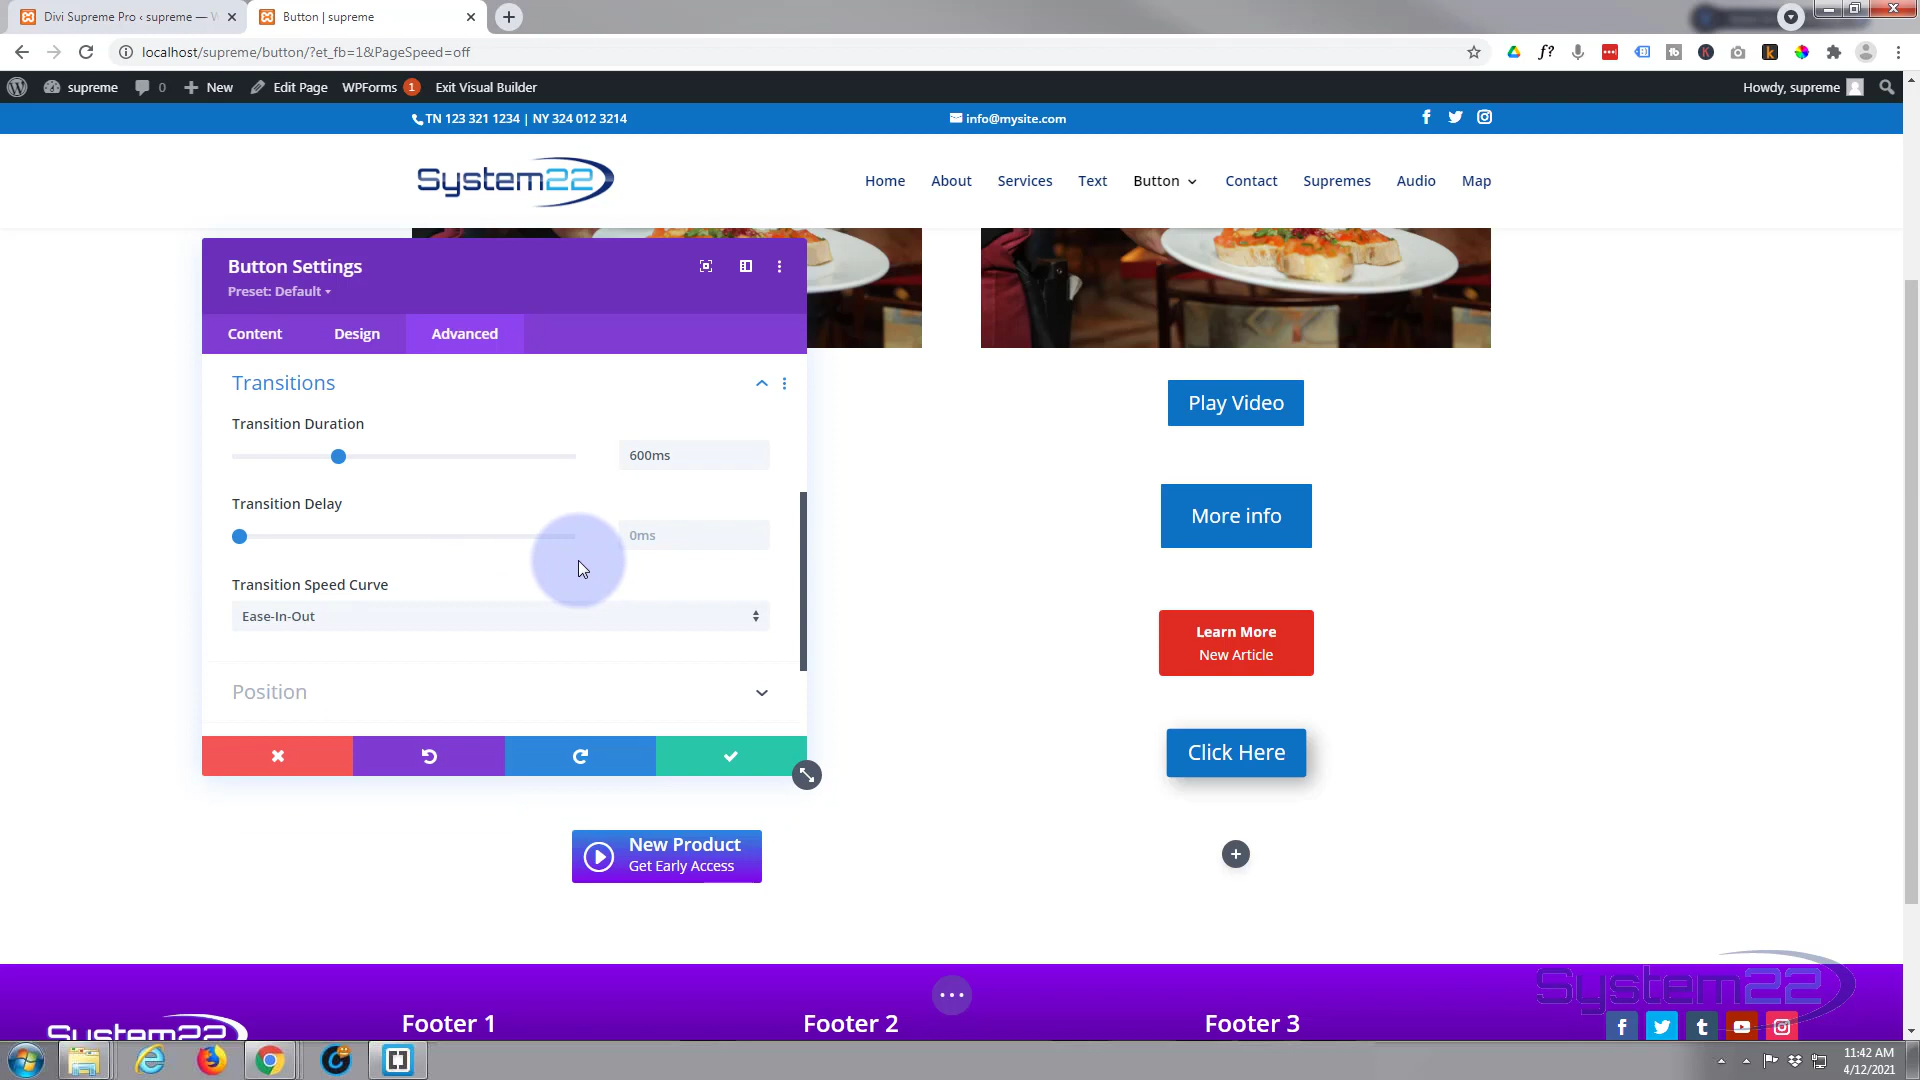 Divi Supreme Pro ‹ supreme — W
Button | supreme
localhost/supreme/button/?et_fb=1&PageSpeed=off
supreme
0
New
Edit Page
WPForms 1
Exit Visual Builder
Howdy, supreme
TN 123 321 1234 | NY 324 012 3214
info@mysite.com
System22
Home
About
Services
Text
Button
Contact
Supremes
Audio
Map
Button Settings
Preset: Default
Content
Design
Advanced
Transitions
Transition Duration
600ms
Transition Delay
0ms
Transition Speed Curve
Ease-In-Out
Position
Play Video
More info
Learn More
New Article
Click Here
New Product
Get Early Access
System22
System22
Footer 1
Footer 2
Footer 3
11:42 AM
4/12/2021